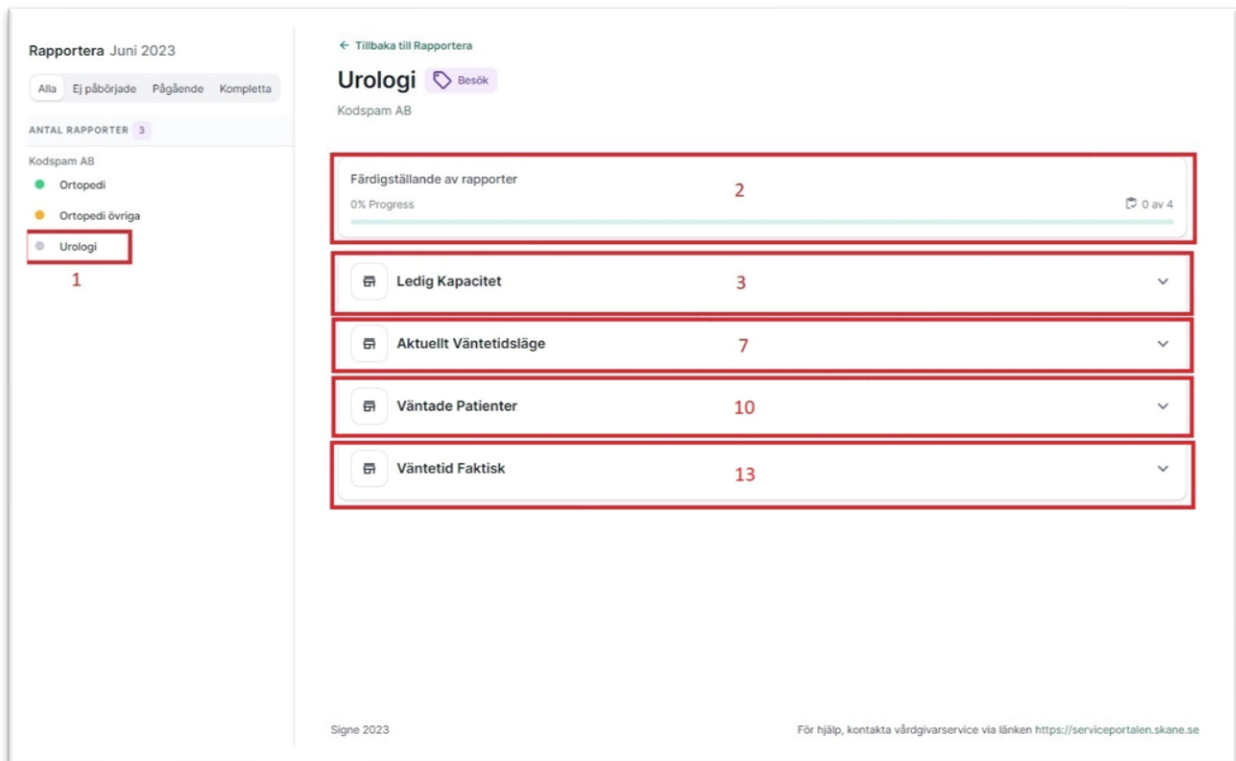 Rapportera Juni 2023
Alla Ej påbörjade Pågående Kompletta
ANTAL RAPPORTER 3
Kodspam AB
Ortopedi
Ortopedi övriga
Urologi
1
← Tillbaka till Rapportera
Urologi Besök
Kodspam AB
Färdigställande av rapporter
2
0% Progress
0 av 4
Ledig Kapacitet
3
Aktuellt Väntetidsläge
7
Väntade Patienter
10
Väntetid Faktisk
13
Signe 2023
För hjälp, kontakta vårdgivarservice via länken https://serviceportalen.skane.se